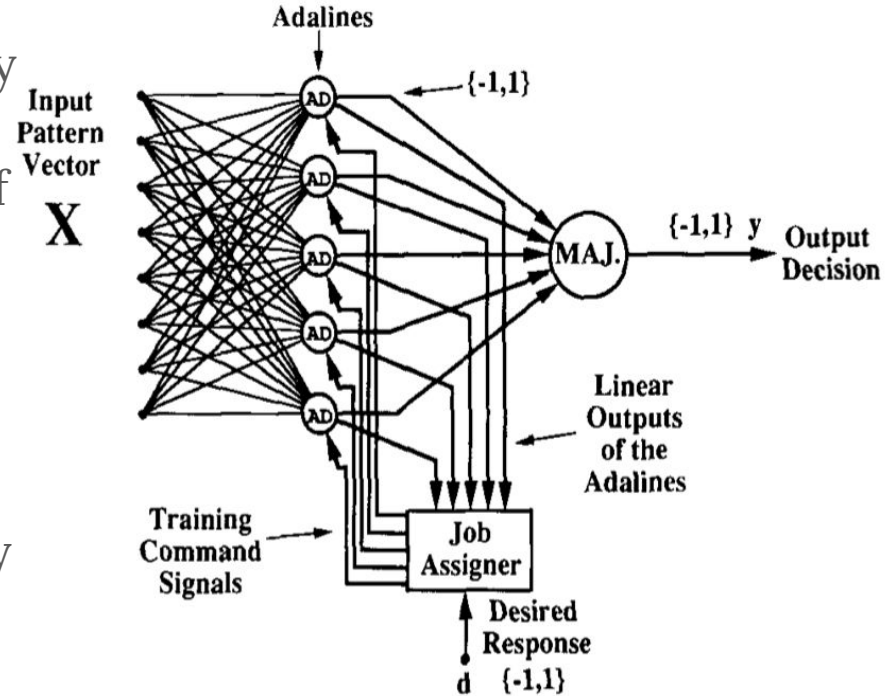 Adalines
y
{-1,1}
Input
Pattern
Vector
X
f
AD
AD
AD
AD
AD
MAJ.
{-1,1} y
Output
Decision
Linear
Outputs
of the
Adalines
y
Training
Command
Signals
Job
Assigner
Desired
Response
d {-1,1}